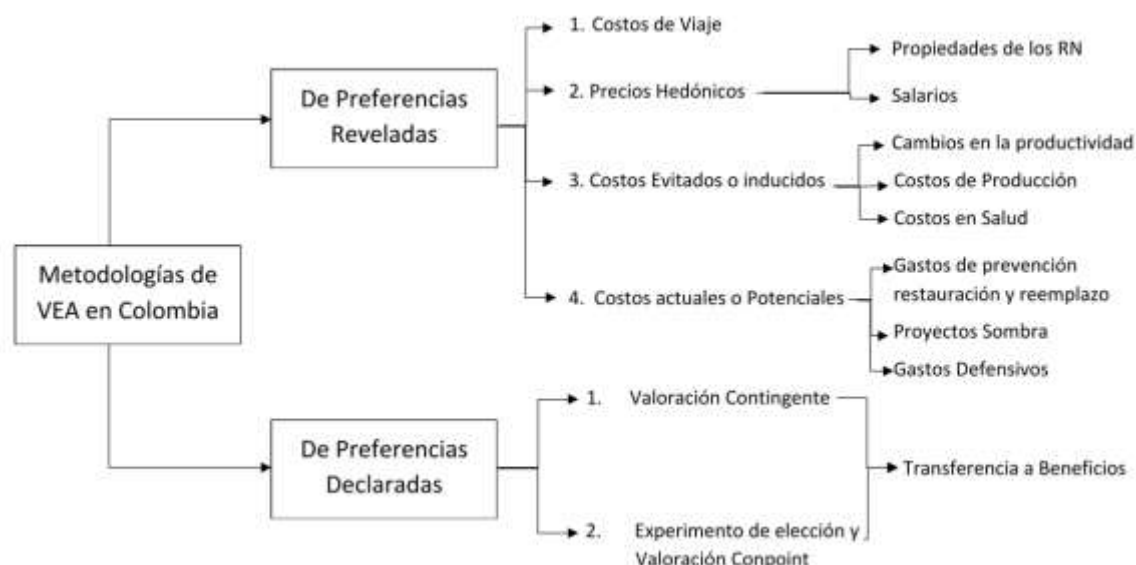 1. Costos de Viaje
Propiedades de los RN
De Preferencias
Reveladas
2. Precios Hedónicos
Salarios
Cambios en la productividad
3. Costos Evitados o inducidos
Costos de Producción
Costos en Salud
Metodologías de
VEA en Colombia
Gastos de prevención
restauración y reemplazo
4. Costos actuales o Potenciales
Proyectos Sombra
Gastos Defensivos
1. Valoración Contingente
De Preferencias
Declaradas
Transferencia a Beneficios
2. Experimento de elección y
Valoración Conpoint